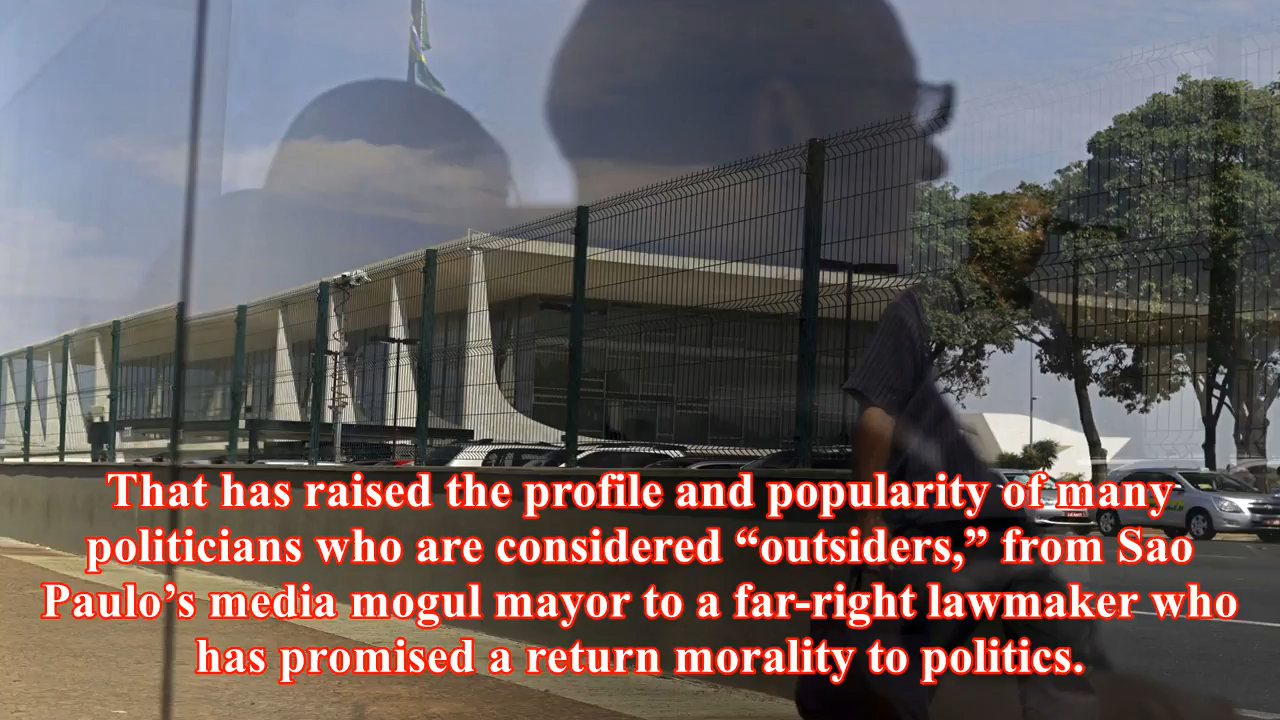 That has raised the profile and popularity of many
politicians who are considered “outsiders,” from Sao
Paulo’s media mogul mayor to a far-right lawmaker who
has promised a return morality to politics.